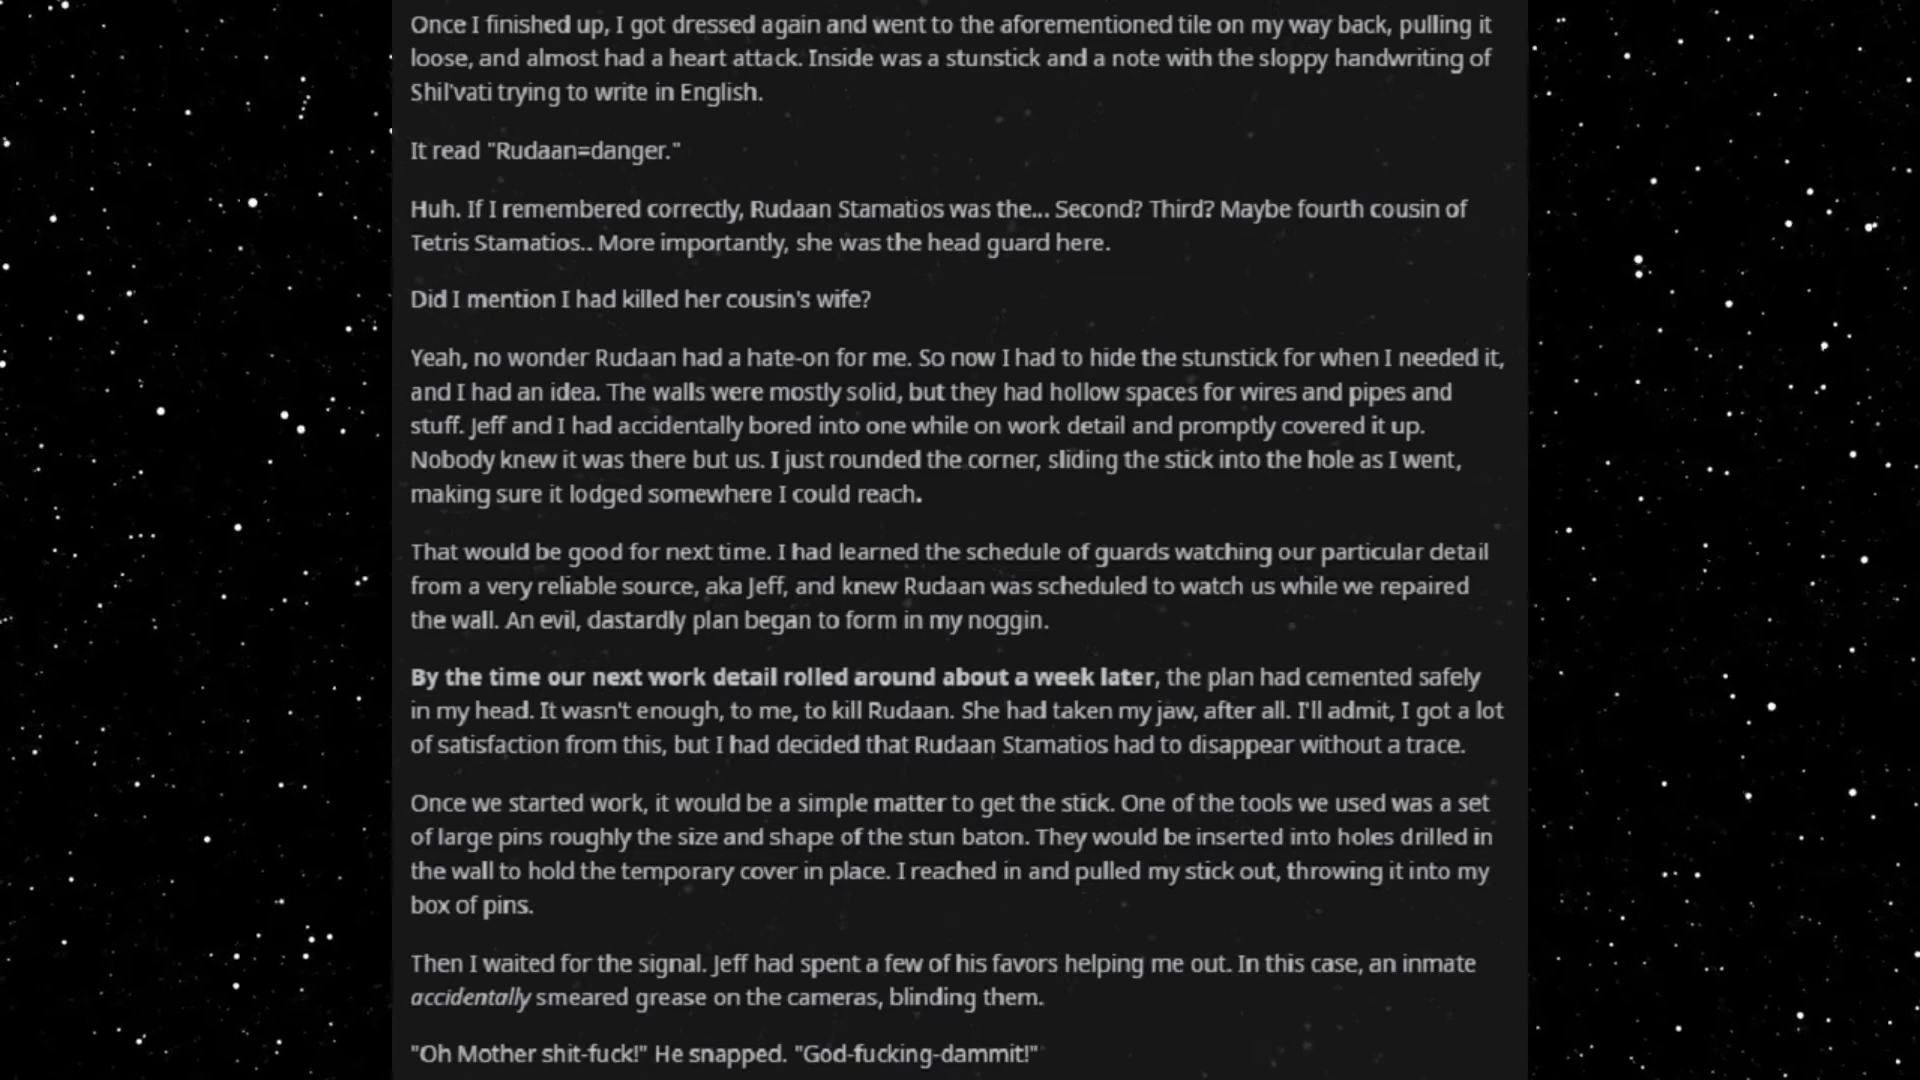 Once I finished up, I got dressed again and went to the aforementioned tile on my way back, pulling it
loose, and almost had a heart attack. Inside was a stunstick and a note with the sloppy handwriting of
Shil'vati trying to write in English.
It read "Rudaan=danger."
Huh. If I remembered correctly, Rudaan Stamatios was the... Second? Third? Maybe fourth cousin of
Tetris Stamatios.. More importantly, she was the head guard here.
Did I mention I had killed her cousin's wife?
Yeah, no wonder Rudaan had a hate-on for me. So now I had to hide the stunstick for when I needed it,
and I had an idea. The walls were mostly solid, but they had hollow spaces for wires and pipes and
stuff. Jeff and I had accidentally bored into one while on work detail and promptly covered it up.
Nobody knew it was there but us. I just rounded the corner, sliding the stick into the hole as I went,
making sure it lodged somewhere I could reach.
That would be good for next time. I had learned the schedule of guards watching our particular detail
from a very reliable source, aka Jeff, and knew Rudaan was scheduled to watch us while we repaired
the wall. An evil, dastardly plan began to form in my noggin.
By the time our next work detail rolled around about a week later, the plan had cemented safely
in my head. It wasn't enough, to me, to kill Rudaan. She had taken my jaw, after all. I'll admit, I got a lot
of satisfaction from this, but I had decided that Rudaan Stamatios had to disappear without a trace.
Once we started work, it would be a simple matter to get the stick. One of the tools we used was a set
of large pins roughly the size and shape of the stun baton. They would be inserted into holes drilled in
the wall to hold the temporary cover in place. I reached in and pulled my stick out, throwing it into my
box of pins.
Then I waited for the signal. Jeff had spent a few of his favors helping me out. In this case, an inmate
accidentally smeared grease on the cameras, blinding them.
"Oh Mother shit-fuck!" He snapped. "God-fucking-dammit!"